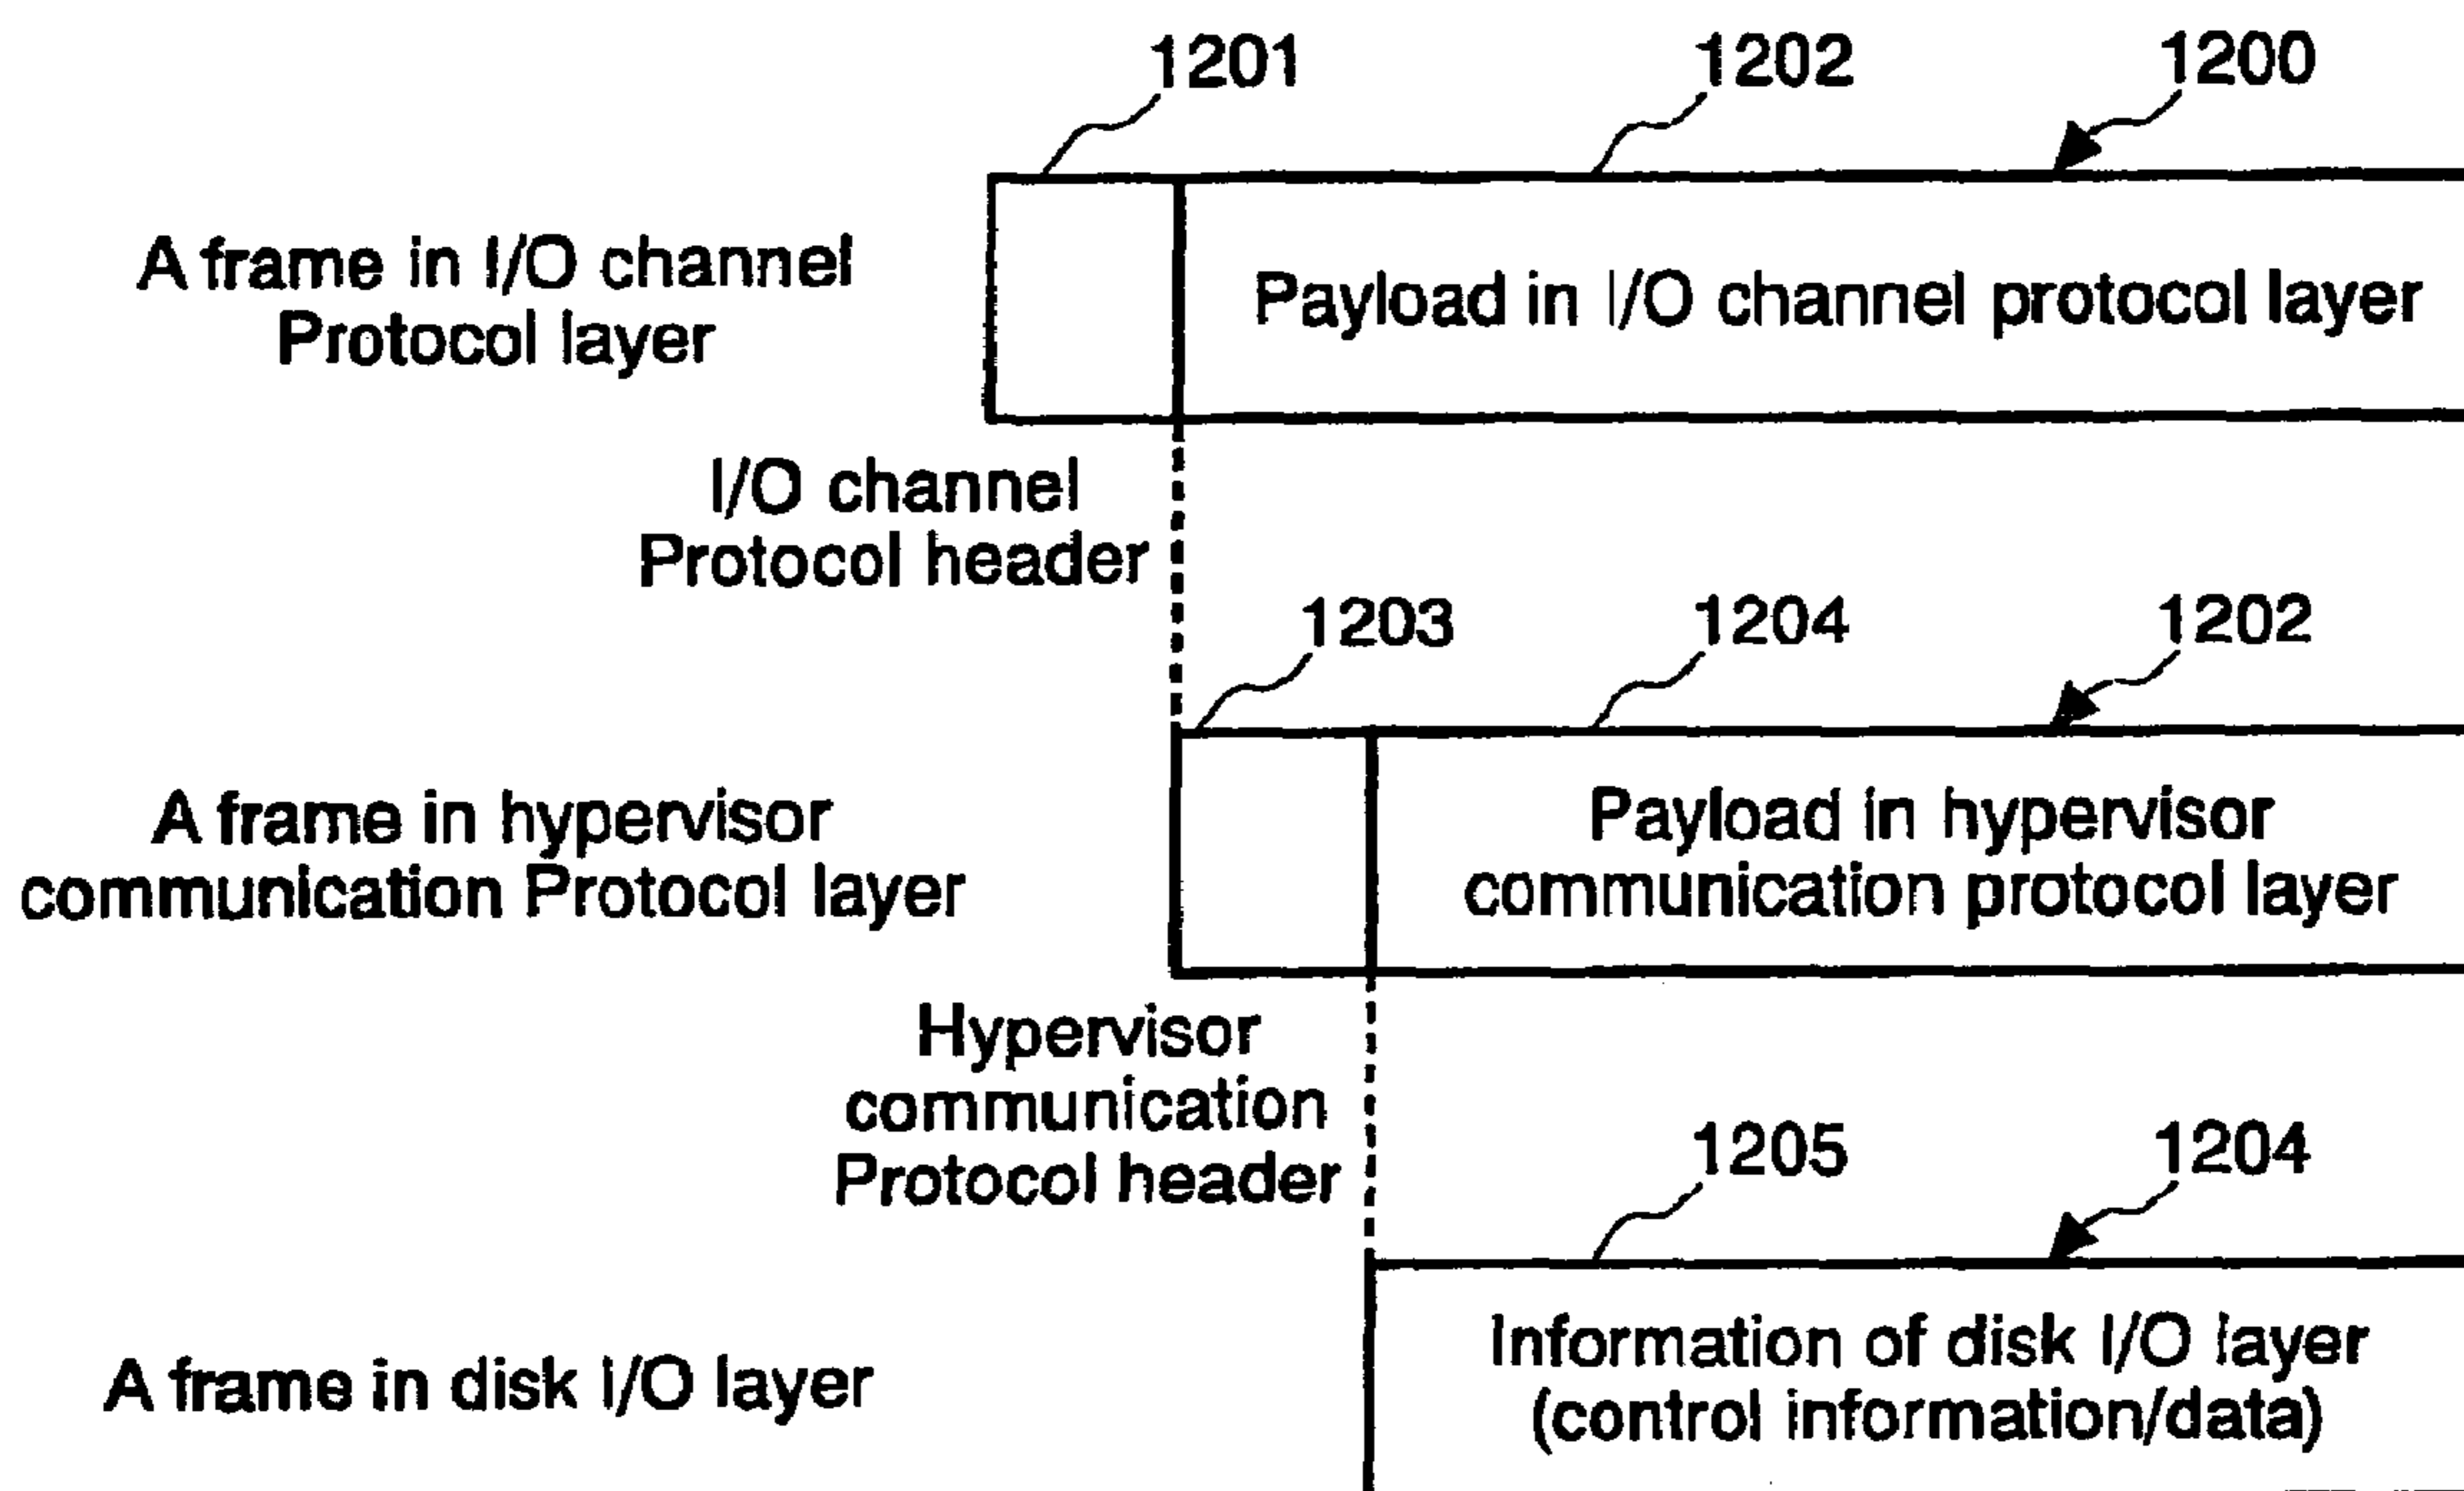 1201
1202
1200
A frame in I/O channel
Protocol layer
Payload in I/O channel protocol layer
I/O channel
Protocol header
1203
1204
1202
A frame in hypervisor
communication Protocol layer
Payload in hypervisor
communication protocol layer
Hypervisor
communication
Protocol header
1205
1204
A frame in disk I/O layer
Information of disk I/O layer
(control information/data)